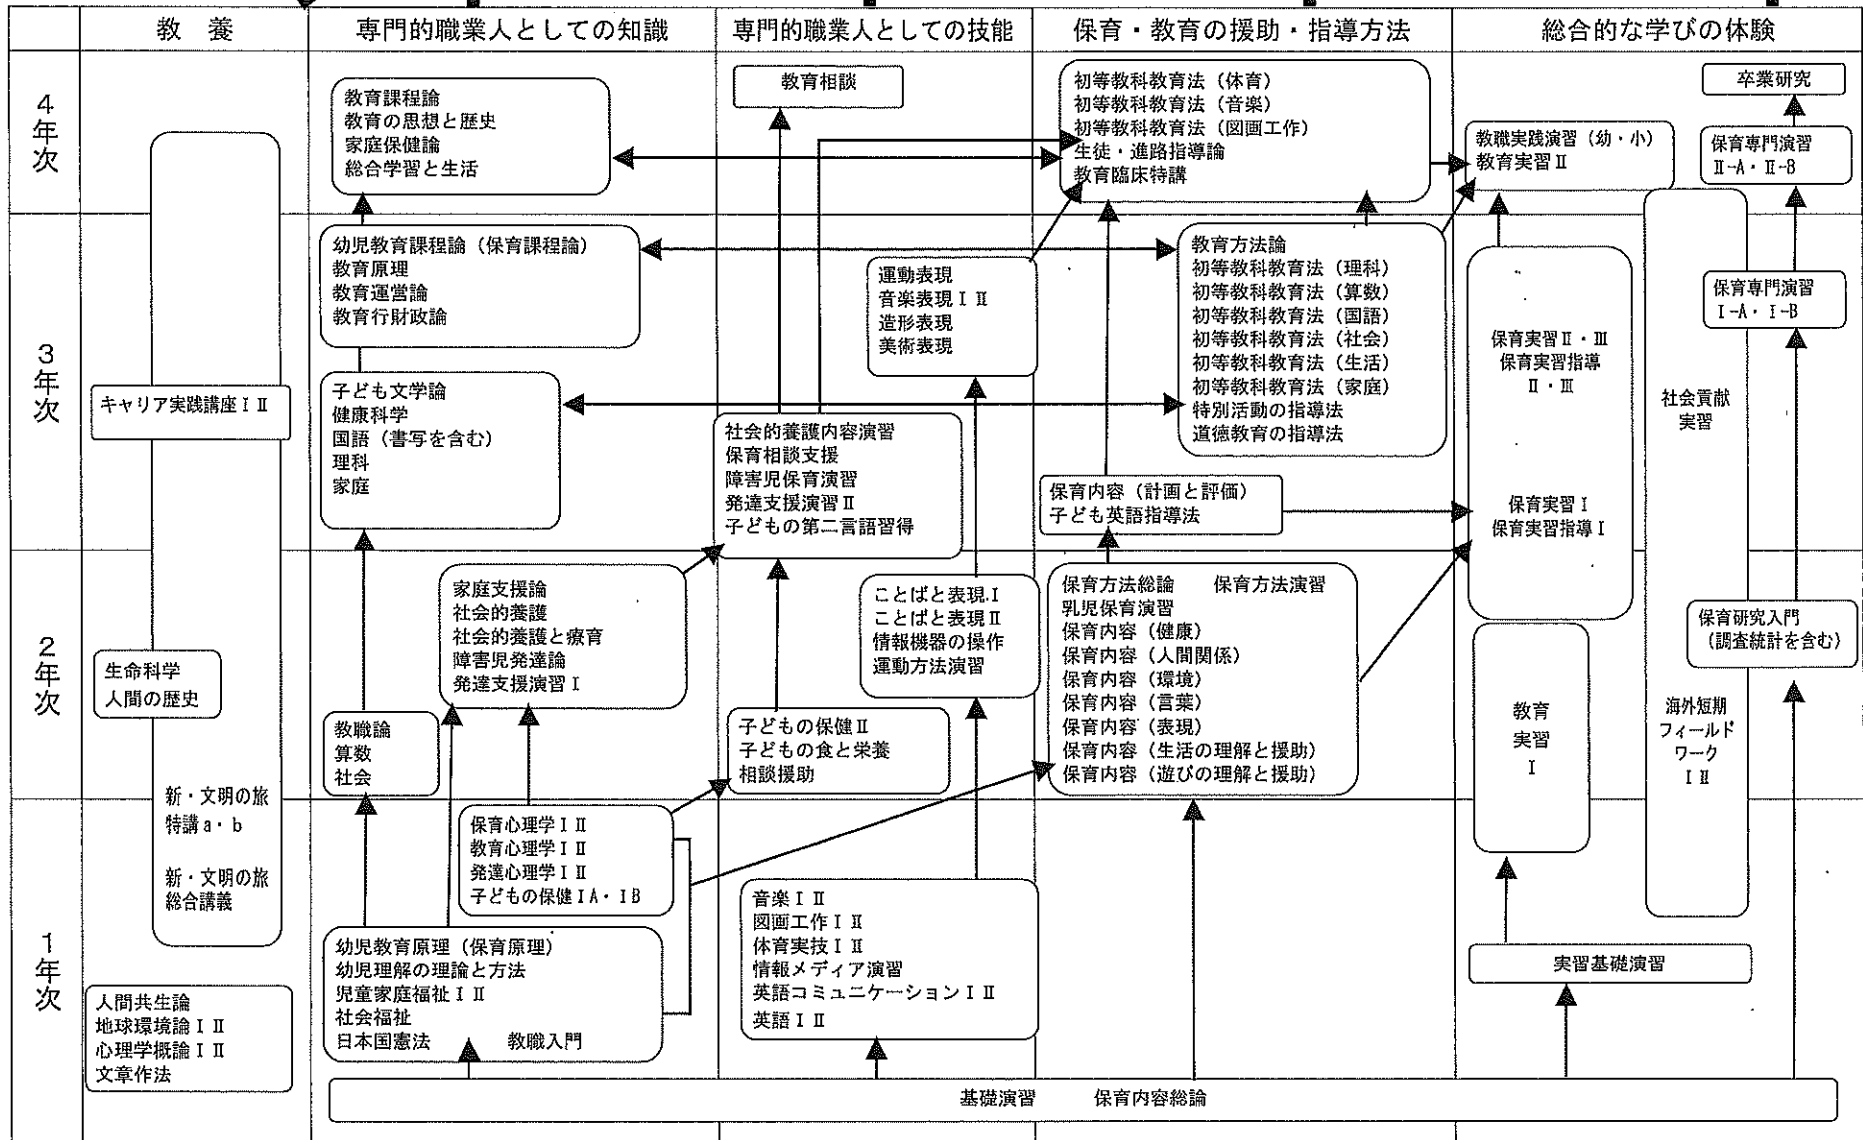 教 養
専門的職業人としての知識
専門的職業人としての技能
保育・教育の援助・指導方法
総合的な学びの体験
4年次
教育課程論
教育の思想と歴史
家庭保健論
総合学習と生活
教育相談
初等教科教育法（体育）
初等教科教育法（音楽）
初等教科教育法（図画工作）
生徒・進路指導論
教育臨床特講
教職実践演習（幼・小）
教育実習Ⅱ
卒業研究
保育専門演習
Ⅱ-A・Ⅱ-B
3年次
キャリア実践講座ⅠⅡ
幼児教育課程論（保育課程論）
教育原理
教育運営論
教育行財政論
子ども文学論
健康科学
国語（書写を含む）
理科
家庭
運動表現
音楽表現ⅠⅡ
造形表現
美術表現
社会的養護内容演習
保育相談支援
障害児保育演習
発達支援演習Ⅱ
子どもの第二言語習得
教育方法論
初等教科教育法（理科）
初等教科教育法（算数）
初等教科教育法（国語）
初等教科教育法（社会）
初等教科教育法（生活）
初等教科教育法（家庭）
特別活動の指導法
道徳教育の指導法
保育内容（計画と評価）
子ども英語指導法
保育実習Ⅱ・Ⅲ
保育実習指導
Ⅱ・Ⅲ
保育実習Ⅰ
保育実習指導Ⅰ
社会貢献
実習
保育専門演習
Ⅰ-A・Ⅰ-B
2年次
生命科学
人間の歴史
新・文明の旅
特講a・b
家庭支援論
社会的養護
社会的養護と療育
障害児発達論
発達支援演習Ⅰ
教職論
算数
社会
ことばと表現Ⅰ
ことばと表現Ⅱ
情報機器の操作
運動方法演習
子どもの保健Ⅱ
子どもの食と栄養
相談援助
保育方法総論 保育方法演習
乳児保育演習
保育内容（健康）
保育内容（人間関係）
保育内容（環境）
保育内容（言葉）
保育内容（表現）
保育内容（生活の理解と援助）
保育内容（遊びの理解と援助）
教育
実習
Ⅰ
海外短期
フィールド
ワーク
ⅠⅡ
保育研究入門
（調査統計を含む）
1年次
新・文明の旅
総合講義
人間共生論
地球環境論ⅠⅡ
心理学概論ⅠⅡ
文章作法
保育心理学ⅠⅡ
教育心理学ⅠⅡ
発達心理学ⅠⅡ
子どもの保健ⅠA・ⅠB
幼児教育原理（保育原理）
幼児理解の理論と方法
児童家庭福祉ⅠⅡ
社会福祉
日本国憲法 教職入門
音楽ⅠⅡ
図画工作ⅠⅡ
体育実技ⅠⅡ
情報メディア演習
英語コミュニケーションⅠⅡ
英語ⅠⅡ
実習基礎演習
基礎演習 保育内容総論